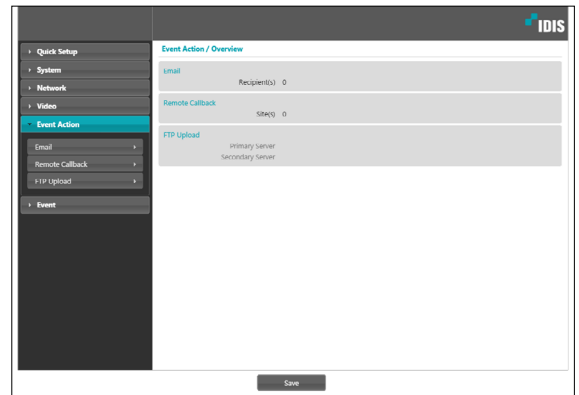 IDIS
Quick Setup
System
Network
Video
Event Action
Email
Remote Callback
FTP Upload
Event
Event Action / Overview
Email
Recipient(s) 0
Remote Callback
Site(s) 0
FTP Upload
Primary Server
Secondary Server
Save